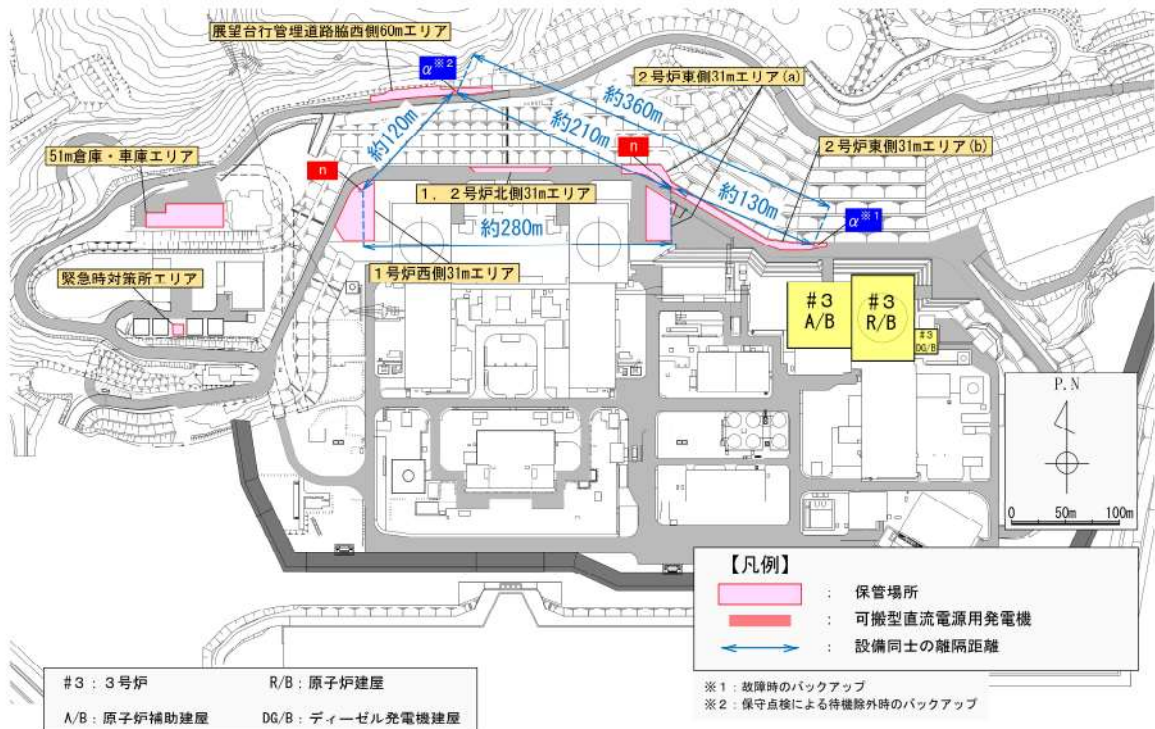 展望台行管理道路脇西側60mエリア
α※2
2号炉東側31mエリア(a)
約360m
約210m
約120m
n
51m倉庫・車庫エリア
n
2号炉東側31mエリア(b)
1, 2号炉北側31mエリア
約130m
α※1
約280m
1号炉西側31mエリア
緊急時対策所エリア
#3
A/B
#3
R/B
#3
DG/B
P.N
0 50m 100m
【凡例】
: 保管場所
: 可搬型直流電源用発電機
: 設備同士の離隔距離
#3:3号炉 R/B:原子炉建屋
A/B:原子炉補助建屋 DG/B:ディーゼル発電機建屋
※1:故障時のバックアップ
※2:保守点検による待機除外時のバックアップ